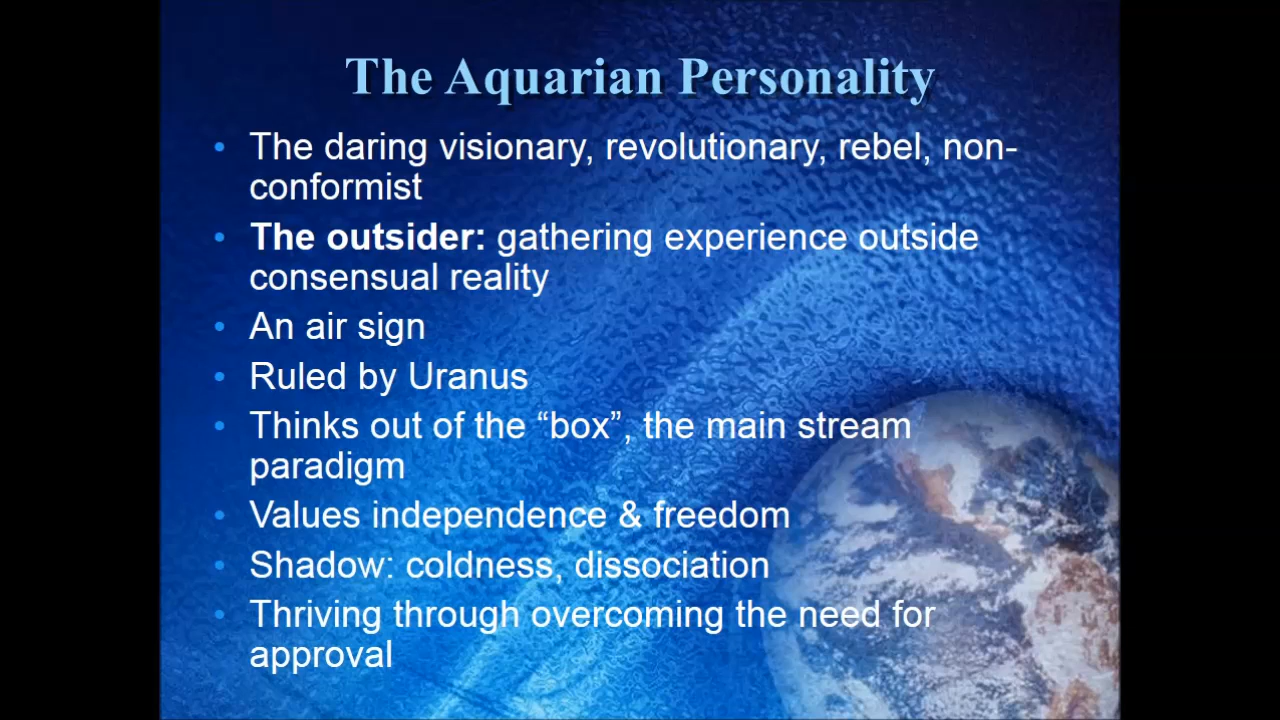 The Aquarian Personality
• The daring visionary, revolutionary, rebel, non-
conformist
• The outsider: gathering experience outside
consensual reality
• An air sign
• Ruled by Uranus
• Thinks out of the “box”, the main stream
paradigm
• Values independence & freedom
• Shadow: coldness, dissociation
• Thriving through overcoming the need for
approval